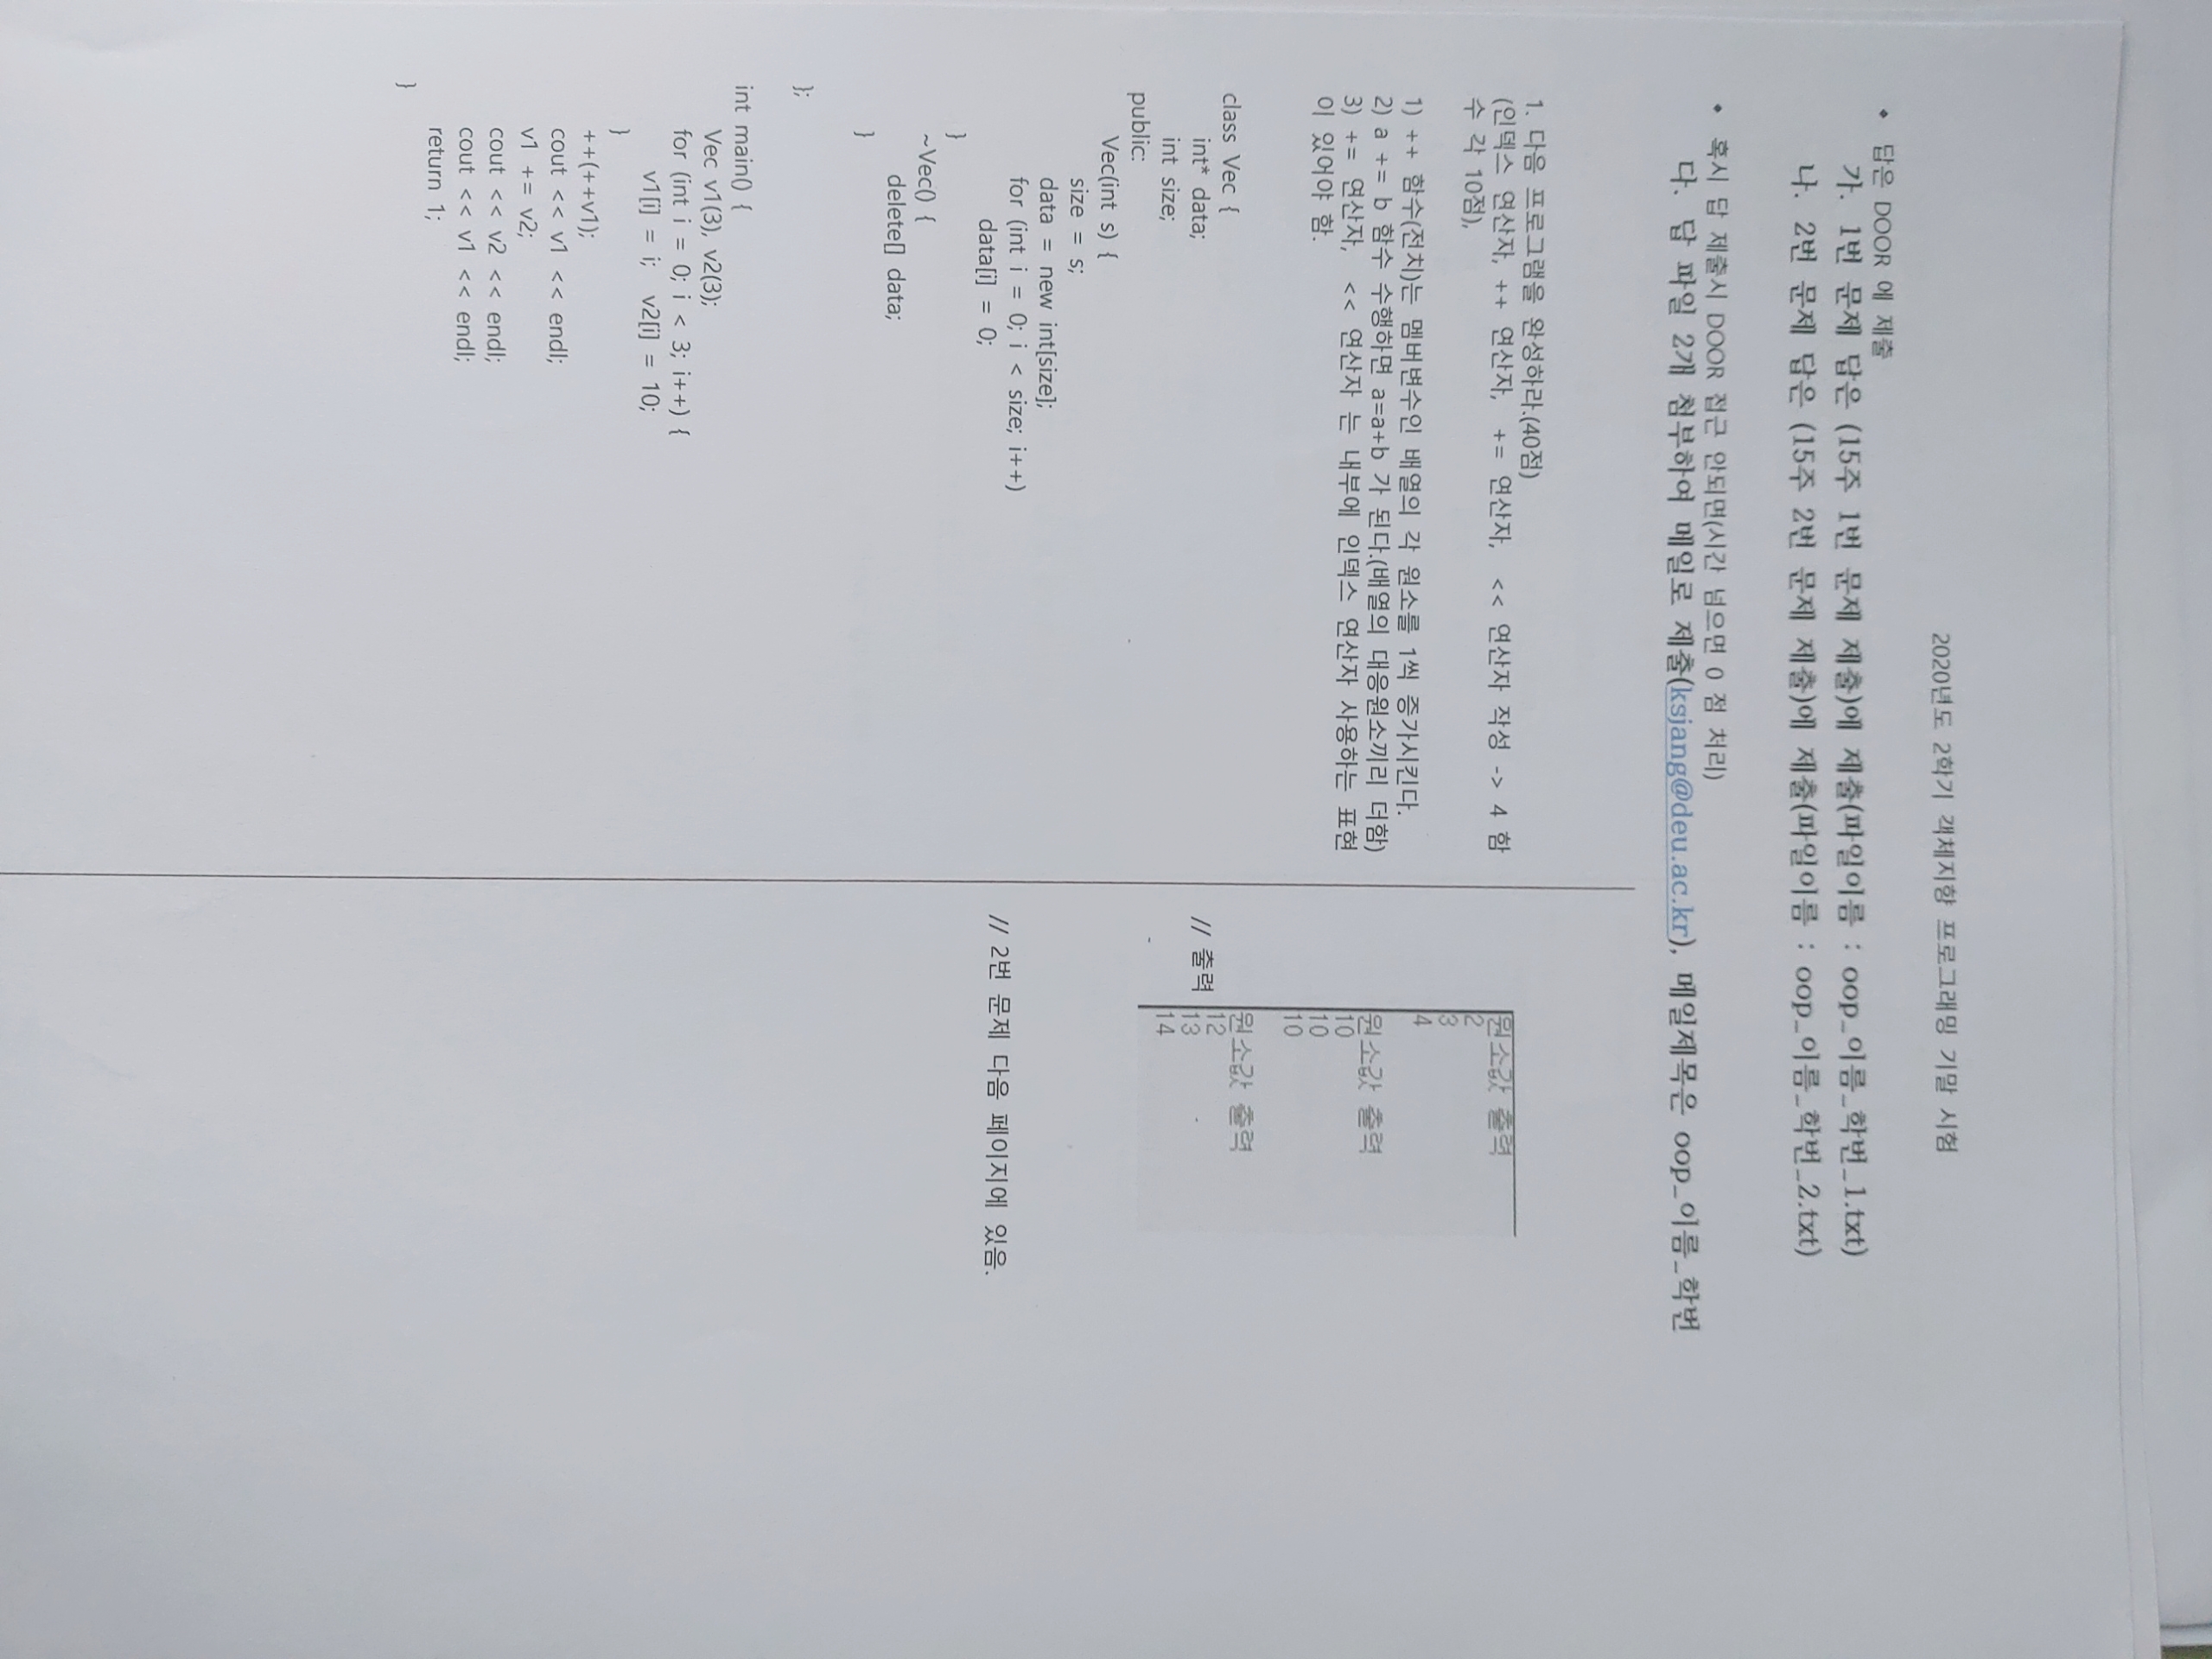 2020년도 2학기 객체지향 프로그래밍 기말 시험
• 답은 DOOR 에 제출
가. 1번 문제 답은 (15주 1번 문제 제출)에 제출(파일이름 : oop_이름_학번_1.txt)
나. 2번 문제 답은 (15주 2번 문제 제출)에 제출(파일이름 : oop_이름_학번_2.txt)
• 혹시 답 제출시 DOOR 접근 안되면(시간 넘으면 0 점 처리)
다. 답 파일 2개 첨부하여 메일로 제출(ksjang@deu.ac.kr), 메일제목은 oop_이름_학번
1. 다음 프로그램을 완성하라.(40점)
(인덱스 연산자, ++ 연산자, += 연산자, << 연산자 작성 -> 4 함
수 각 10점),
1) ++ 함수(전치)는 멤버변수인 배열의 각 원소를 1씩 증가시킨다.
2) a += b 함수 수행하면 a=a+b 가 된다.(배열의 대응원소끼리 더함)
3) += 연산자, << 연산자 는 내부에 인덱스 연산자 사용하는 표현
이 있어야 함.
class Vec {
int* data;
int size;
public:
Vec(int s) {
size = s;
data = new int[size];
for (int i = 0; i < size; i++)
data[i] = 0;
}
~Vec() {
delete[] data;
}
};
int main() {
Vec v1(3), v2(3);
for (int i = 0; i < 3; i++) {
v1[i] = i; v2[i] = 10;
}
++(++v1);
cout << v1 << endl;
v1 += v2;
cout << v2 << endl;
cout << v1 << endl;
return 1;
}
원소값 출력
2
3
4
원소값 출력
10
10
10
// 출력
원소값 출력
12
13
14
// 2번 문제 다음 페이지에 있음.